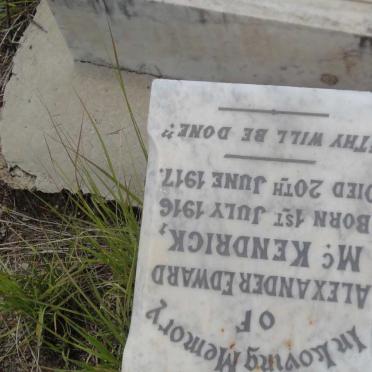 In Loving Memory
OF
ALEXANDER EDWARD
Mc KENDRICK,
BORN 1ST JULY 1916
DIED 20TH JUNE 1917.
"THY WILL BE DONE"